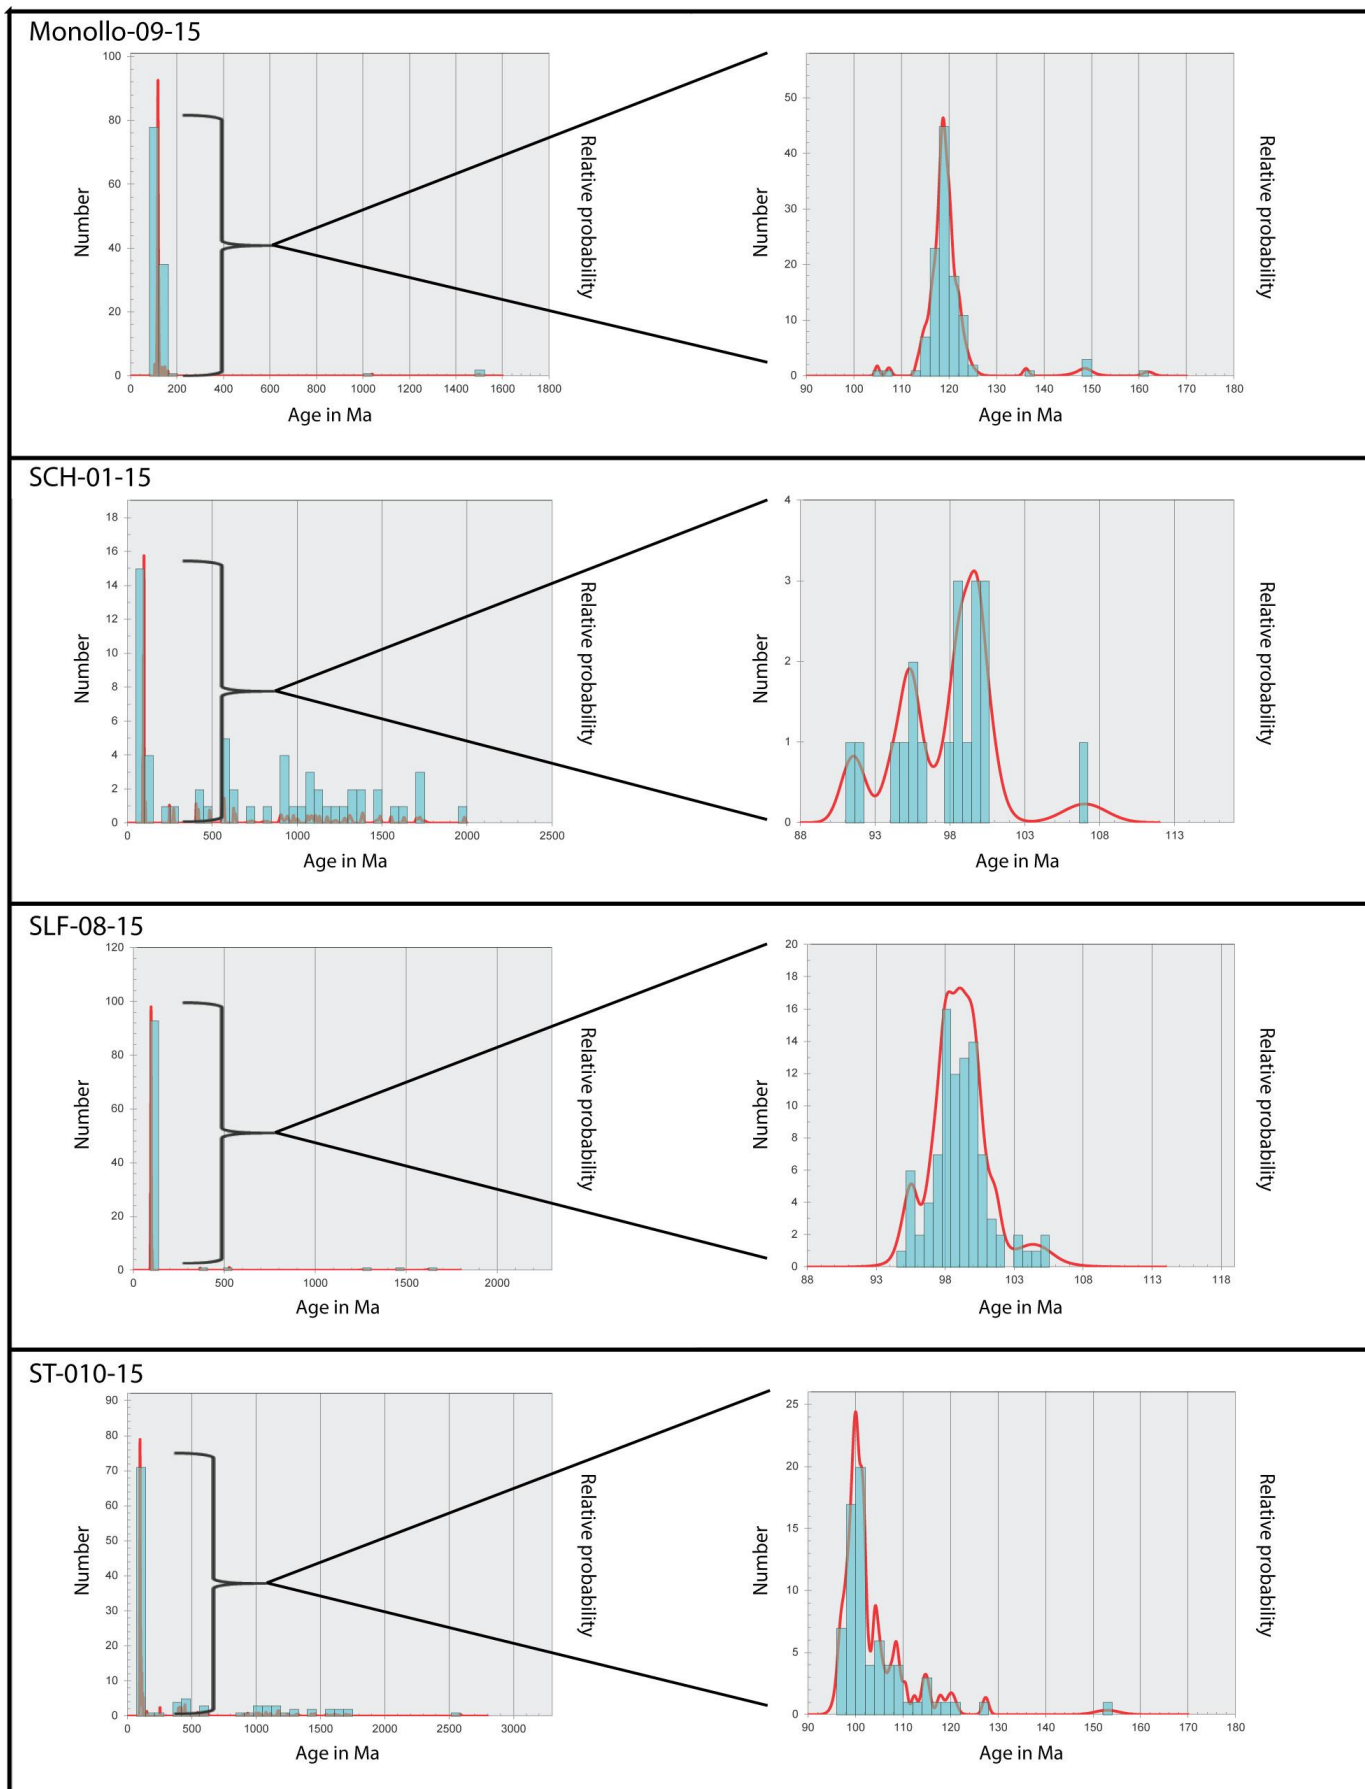 Monollo-09-15
100
80
60
40
20
0
0 200 400 600 800 1000 1200 1400 1600 1800
Number
Age in Ma
Relative probability
50
40
30
20
10
0
90 100 110 120 130 140 150 160 170 180
Number
Age in Ma
Relative probability
SCH-01-15
18
16
14
12
10
8
6
4
2
0
0 500 1000 1500 2000 2500
Number
Age in Ma
Relative probability
4
3
2
1
0
88 93 98 103 108 113
Number
Age in Ma
Relative probability
SLF-08-15
120
100
80
60
40
20
0
0 500 1000 1500 2000
Number
Age in Ma
Relative probability
20
18
16
14
12
10
8
6
4
2
0
88 93 98 103 108 113 118
Number
Age in Ma
Relative probability
ST-010-15
90
80
70
60
50
40
30
20
10
0
0 500 1000 1500 2000 2500 3000
Number
Age in Ma
Relative probability
25
20
15
10
5
0
90 100 110 120 130 140 150 160 170 180
Number
Age in Ma
Relative probability